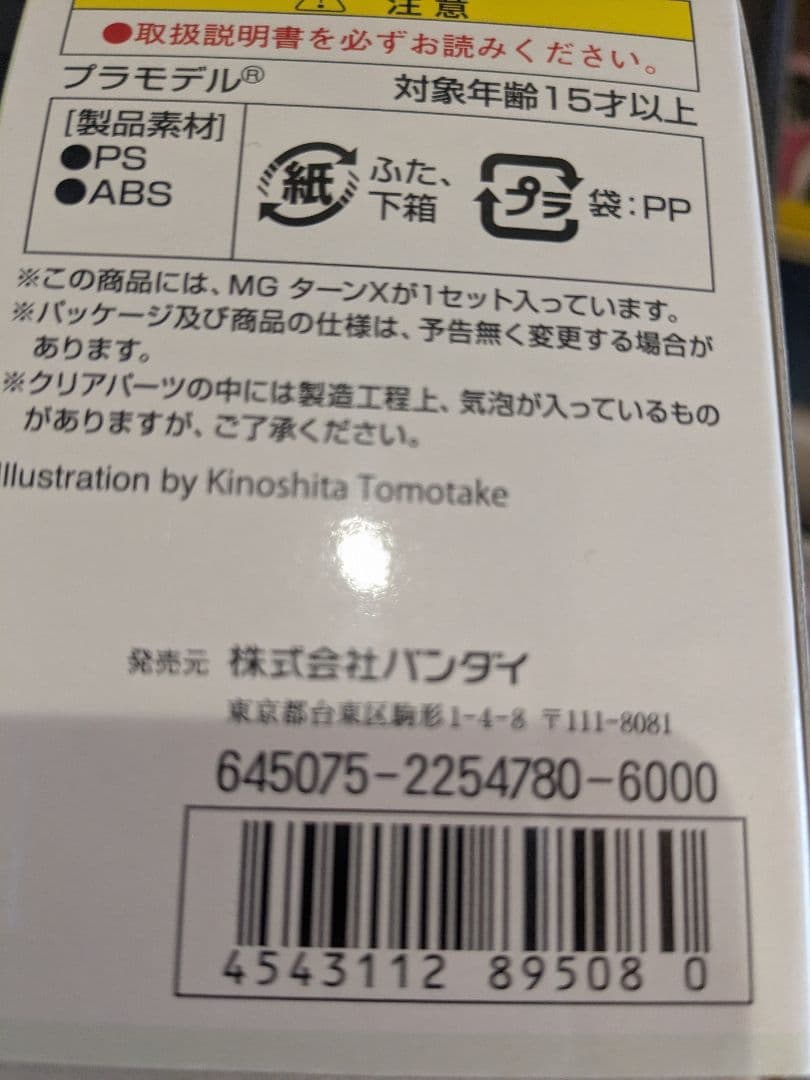 注意
●取扱説明書を必ずお読みください。
プラモデル® 対象年齢15才以上
[製品素材]
●PS
●ABS
紙 ふた、
下箱
プラ 袋:PP
※この商品には、MG ターンXが1セット入っています。
※パッケージ及び商品の仕様は、予告無く変更する場合が
あります。
※クリアパーツの中には製造工程上、気泡が入っているもの
がありますが、ご了承ください。
Illustration by Kinoshita Tomotake
発売元 株式会社バンダイ
東京都台東区駒形1-4-8 〒111-8081
645075-2254780-6000
4543112 89508 0